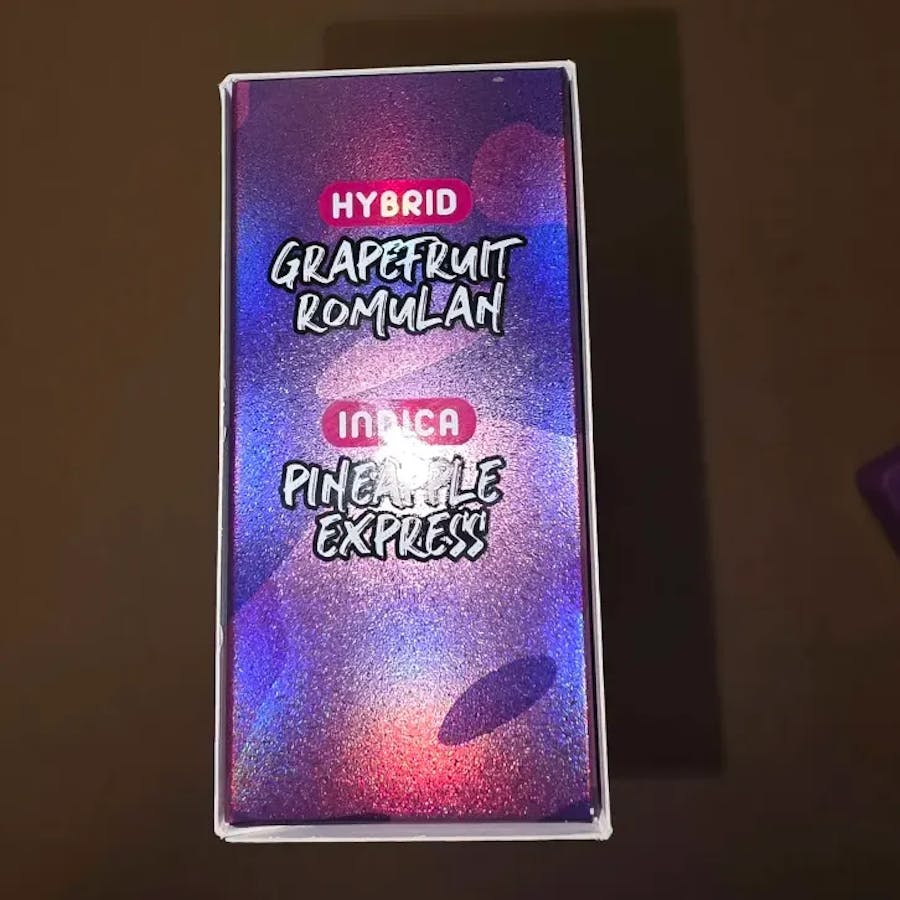 HYBRID
GRAPEFRUIT
ROMULAN
INDICA
PINEAPPLE
EXPRESS